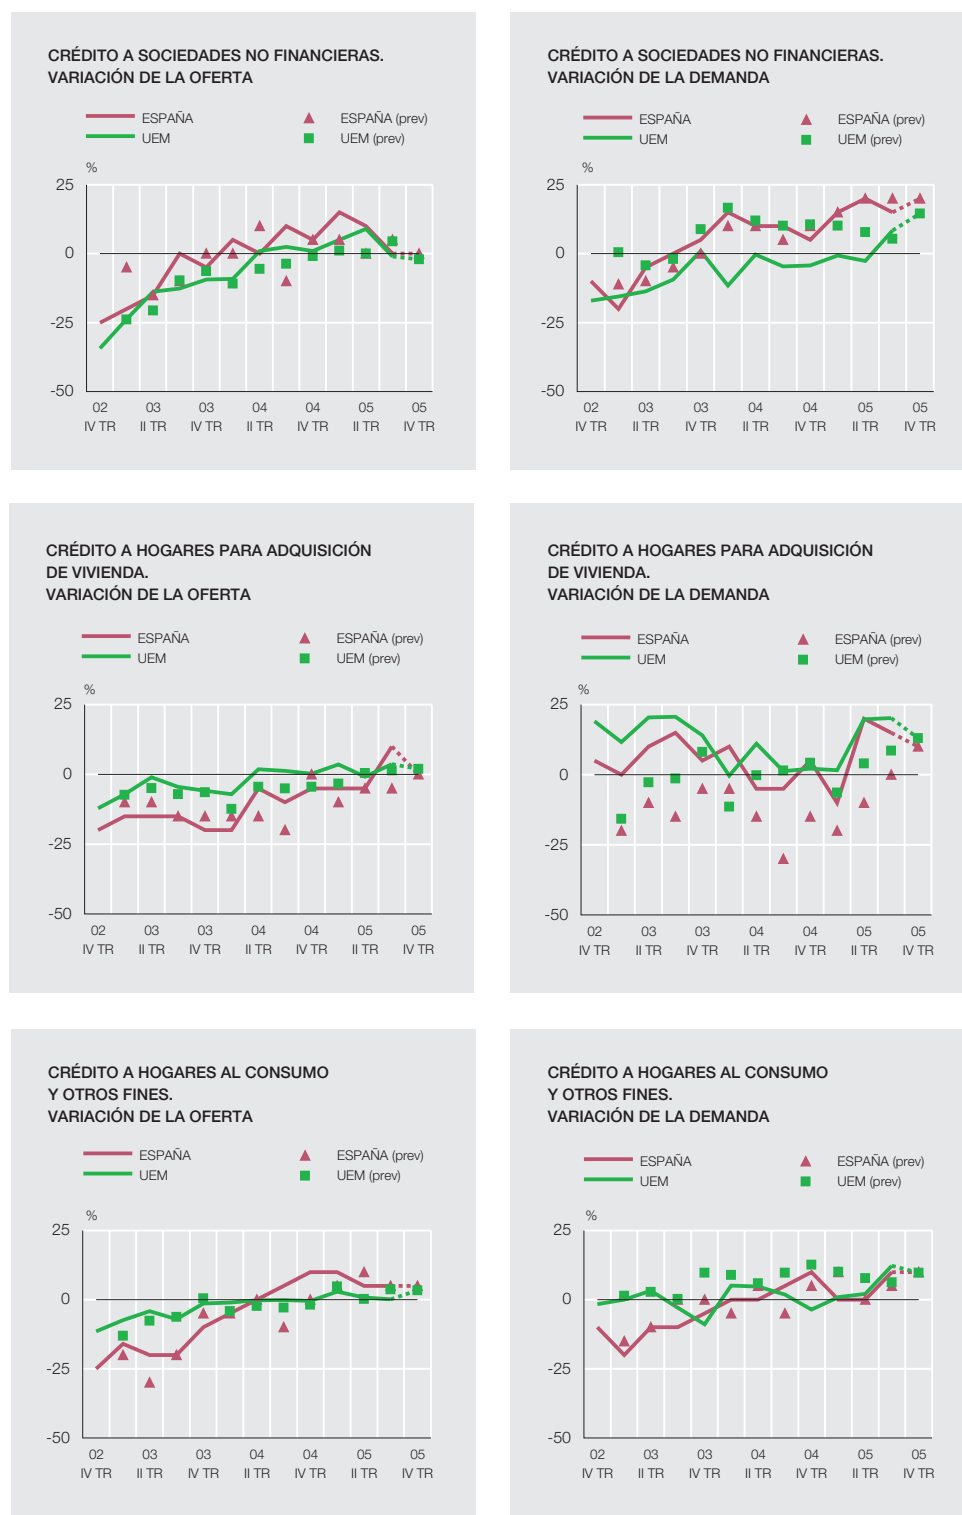 CRÉDITO A SOCIEDADES NO FINANCIERAS.
VARIACIÓN DE LA OFERTA
ESPAÑA
ESPAÑA (prev)
UEM
UEM (prev)
%
25
0
-25
-50
02 03 03 04 04 05 05
IV TR II TR IV TR II TR IV TR II TR IV TR
CRÉDITO A SOCIEDADES NO FINANCIERAS.
VARIACIÓN DE LA DEMANDA
ESPAÑA
ESPAÑA (prev)
UEM
UEM (prev)
%
25
0
-25
-50
02 03 03 04 04 05 05
IV TR II TR IV TR II TR IV TR II TR IV TR
CRÉDITO A HOGARES PARA ADQUISICIÓN
DE VIVIENDA.
VARIACIÓN DE LA OFERTA
ESPAÑA
ESPAÑA (prev)
UEM
UEM (prev)
%
25
0
-25
-50
02 03 03 04 04 05 05
IV TR II TR IV TR II TR IV TR II TR IV TR
CRÉDITO A HOGARES PARA ADQUISICIÓN
DE VIVIENDA.
VARIACIÓN DE LA DEMANDA
ESPAÑA
ESPAÑA (prev)
UEM
UEM (prev)
%
25
0
-25
-50
02 03 03 04 04 05 05
IV TR II TR IV TR II TR IV TR II TR IV TR
CRÉDITO A HOGARES AL CONSUMO
Y OTROS FINES.
VARIACIÓN DE LA OFERTA
ESPAÑA
ESPAÑA (prev)
UEM
UEM (prev)
%
25
0
-25
-50
02 03 03 04 04 05 05
IV TR II TR IV TR II TR IV TR II TR IV TR
CRÉDITO A HOGARES AL CONSUMO
Y OTROS FINES.
VARIACIÓN DE LA DEMANDA
ESPAÑA
ESPAÑA (prev)
UEM
UEM (prev)
%
25
0
-25
-50
02 03 03 04 04 05 05
IV TR II TR IV TR II TR IV TR II TR IV TR